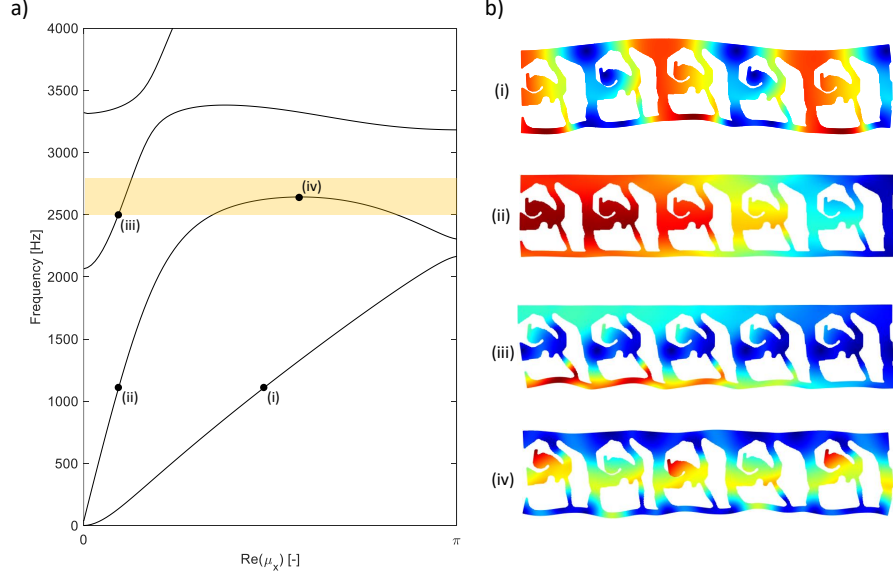 a)
4000
3500
3000
2500
2000
1500
1000
500
0
Frequency [Hz]
(iv)
(iii)
(ii)
(i)
0
π
Re(μx) [-]
b)
(i)
(ii)
(iii)
(iv)